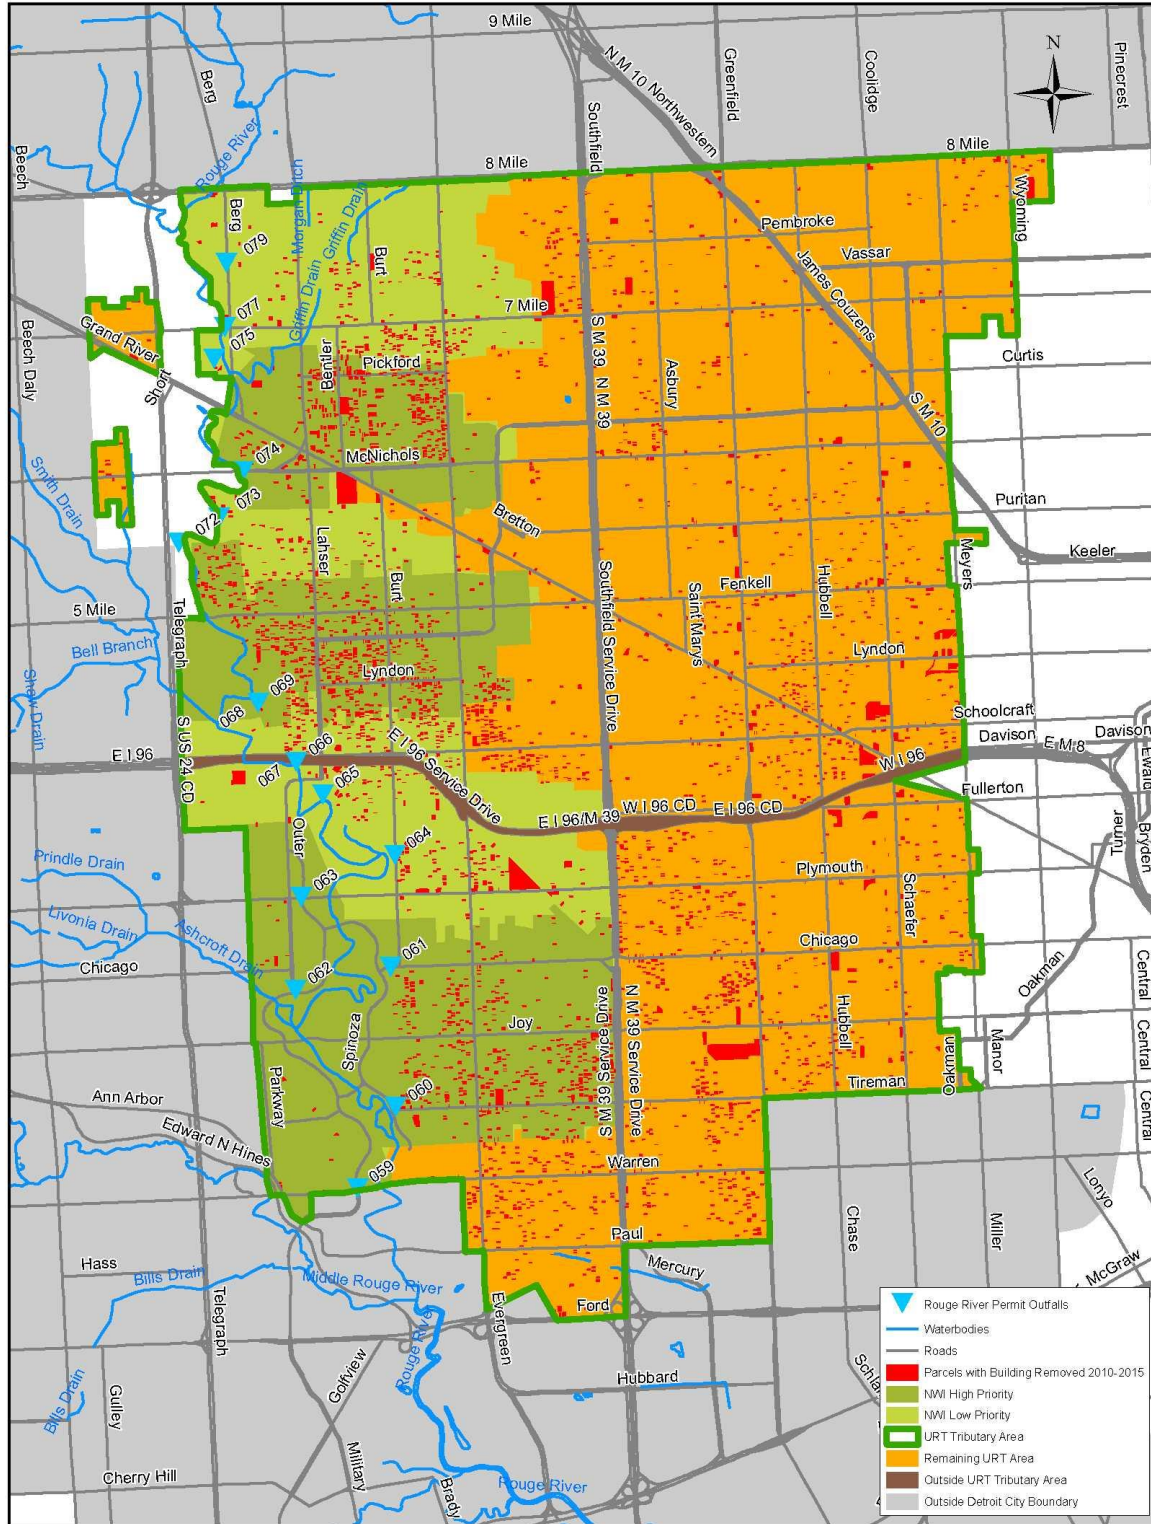 9 Mile
Berg
N M 10 Northwestern
Greenfield
Coolidge
Pinecrest
N
Southfield
Beech
Rouge River
8 Mile
8 Mile
Morgan Ditch
Griffin Drain
Wyoming
Berg
079
Burt
Pembroke
Vassar
James Couzens
077
Griffin Drain
7 Mile
075
Grand River
Beech Daly
Short
Bentler
Pickford
S M 39
N M 39
Asbury
Curtis
S M 10
074
McNichols
Smith Drain
073
072
Bretton
Puritan
Lahser
Burt
Meyers
Keeler
Fenkell
Hubbell
Saint Marys
Southfield Service Drive
5 Mile
Telegraph
Bell Branch
Lyndon
Lyndon
Shaw Drain
069
068
S US 24 CD
Schoolcraft
Davison
Davison
E M 8
Ewald
E I 96
066
067
E I 96 Service Drive
W I 96
065
Fullerton
W I 96 CD
E I 96 CD
E I 96/M 39
Turner
Bryden
Outer
064
Prindle Drain
Plymouth
063
Schaefer
Livonia Drain
Ashcroft Drain
061
Chicago
Chicago
062
Oakman
Central
Spinoza
Joy
S M 39 Service Drive
N M 39 Service Drive
Hubbell
Manor
Central
Oakman
Tireman
Parkway
Ann Arbor
060
Central
Edward N Hines
059
Warren
Lonyo
Paul
Chase
Miller
Hass
Bills Drain
Middle Rouge River
Mercury
McGraw
Telegraph
Rouge River
Evergreen
Ford
Golfview
Hubbard
Bills Drain
Gulley
Cherry Hill
Military
Brady
Rouge River
Rouge River Permit Outfalls
Waterbodies
Roads
Parcels with Building Removed 2010-2015
NWI High Priority
NWI Low Priority
URT Tributary Area
Remaining URT Area
Outside URT Tributary Area
Outside Detroit City Boundary